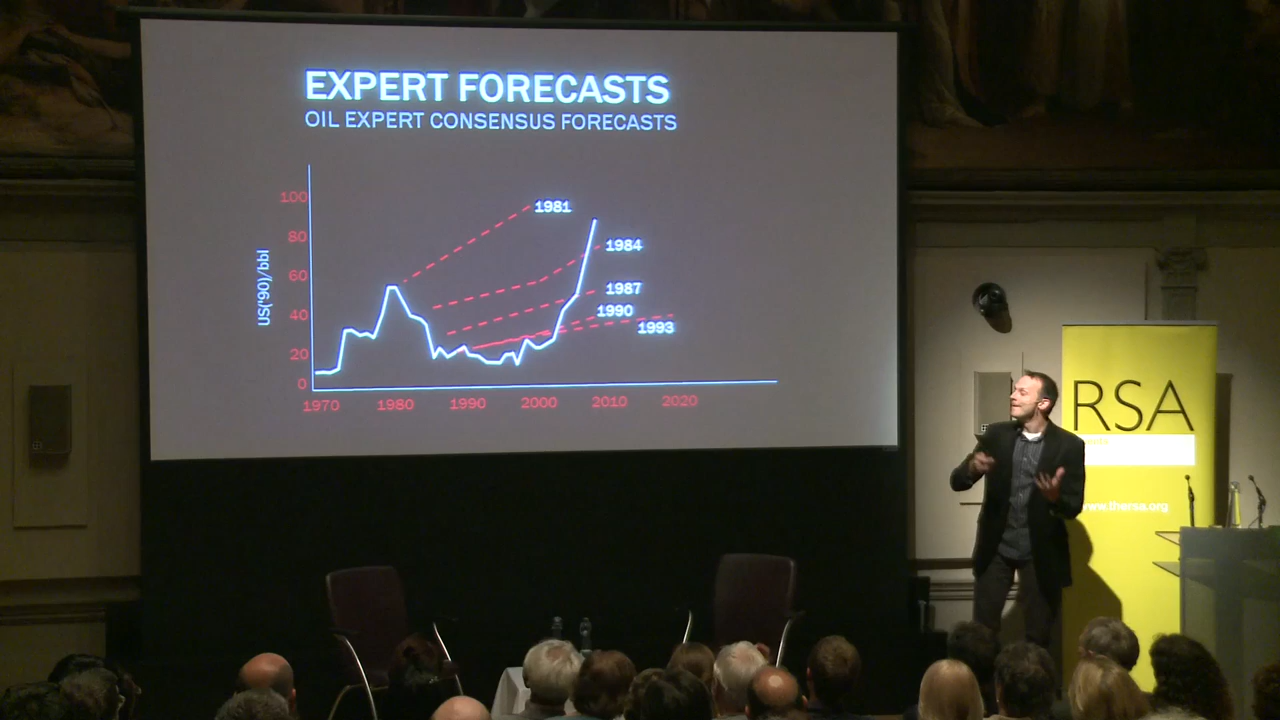 EXPERT FORECASTS
OIL EXPERT CONSENSUS FORECASTS
US('90)/bbl
100
80
60
40
20
0
1970 1980 1990 2000 2010 2020
1981
1984
1987
1990
1993
RSA
www.thersa.org